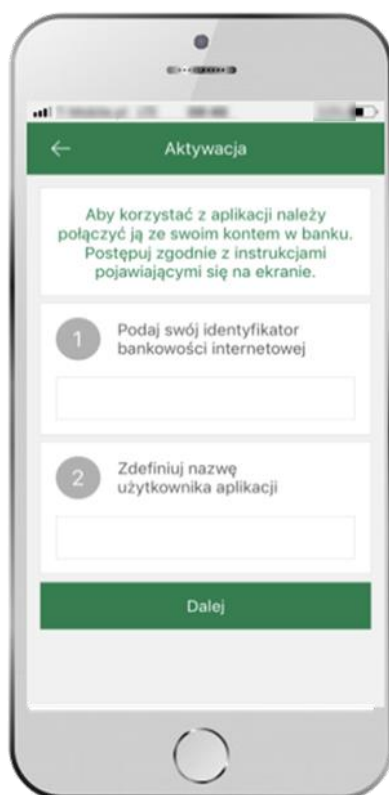 Aktywacja
Aby korzystać z aplikacji należy
połączyć ją ze swoim kontem w banku.
Postępuj zgodnie z instrukcjami
pojawiającymi się na ekranie.
1
Podaj swój identyfikator
bankowości internetowej
2
Zdefiniuj nazwę
użytkownika aplikacji
Dalej